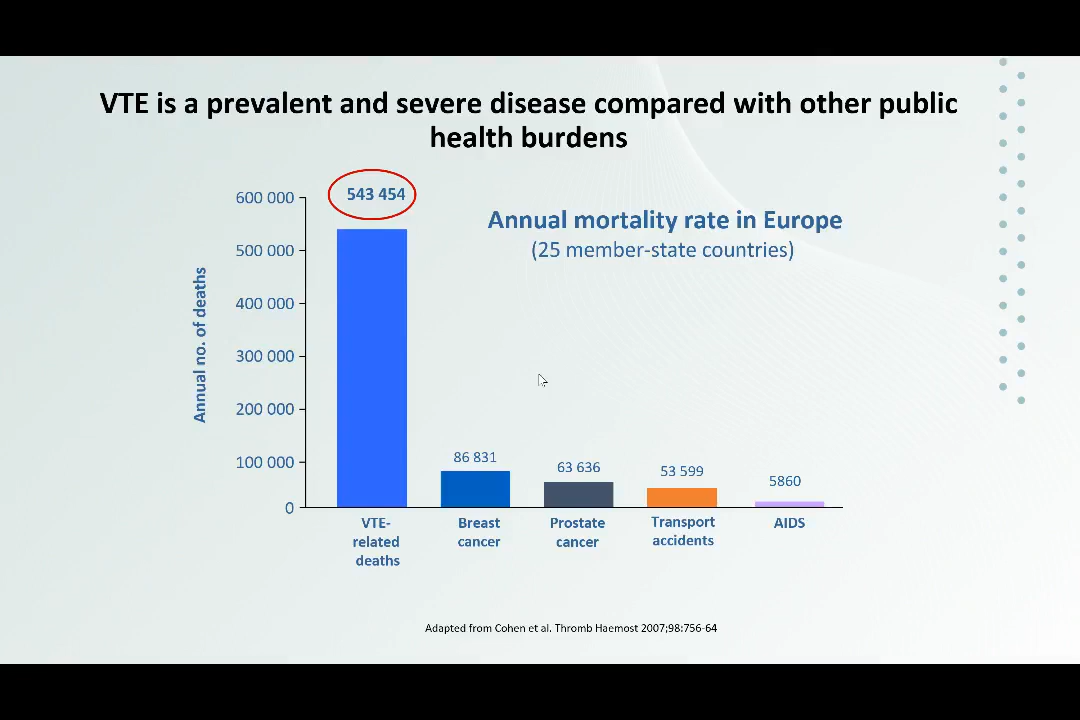 VTE is a prevalent and severe disease compared with other public
health burdens
543 454
Annual mortality rate in Europe
(25 member-state countries)
Annual no. of deaths
600 000
500 000
400 000
300 000
200 000
100 000
0
86 831
63 636
53 599
5860
VTE-
related
deaths
Breast
cancer
Prostate
cancer
Transport
accidents
AIDS
Adapted from Cohen et al. Thromb Haemost 2007;98:756-64